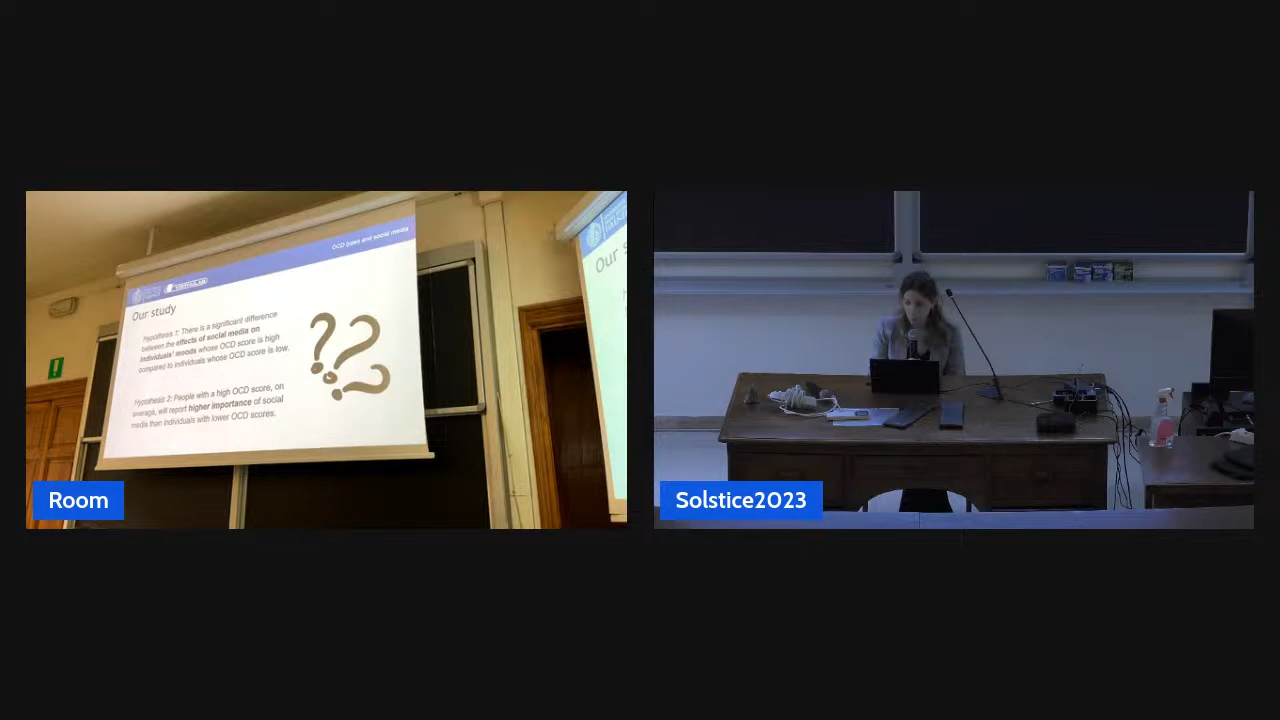 OCD types and social media
Our study
Hypothesis 1: There is a significant difference
between the effects of social media on
individuals' moods whose OCD score is high
compared to individuals whose OCD score is low.
Hypothesis 2: People with a high OCD score, on
average, will report higher importance of social
media than individuals with lower OCD scores.
???
Our
Room
Solstice2023